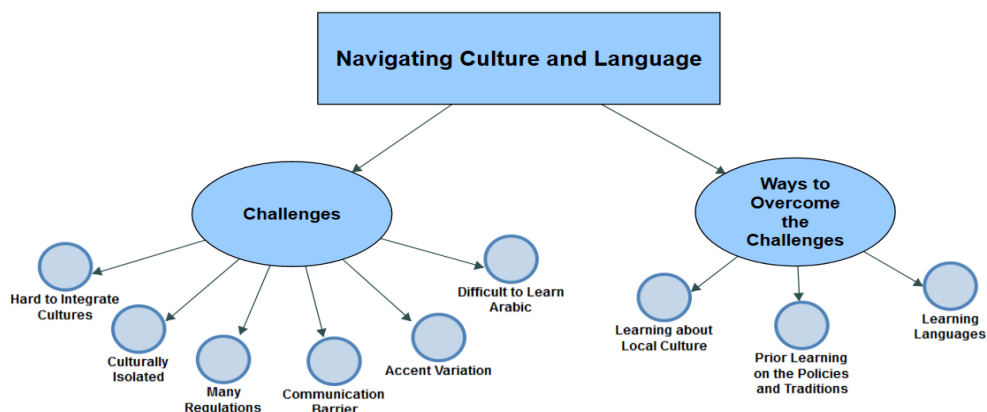 Navigating Culture and Language
Challenges
Ways to
Overcome
the
Challenges
Hard to Integrate
Cultures
Culturally
Isolated
Many
Regulations
Communication
Barrier
Accent Variation
Difficult to Learn
Arabic
Learning about
Local Culture
Prior Learning
on the Policies
and Traditions
Learning
Languages